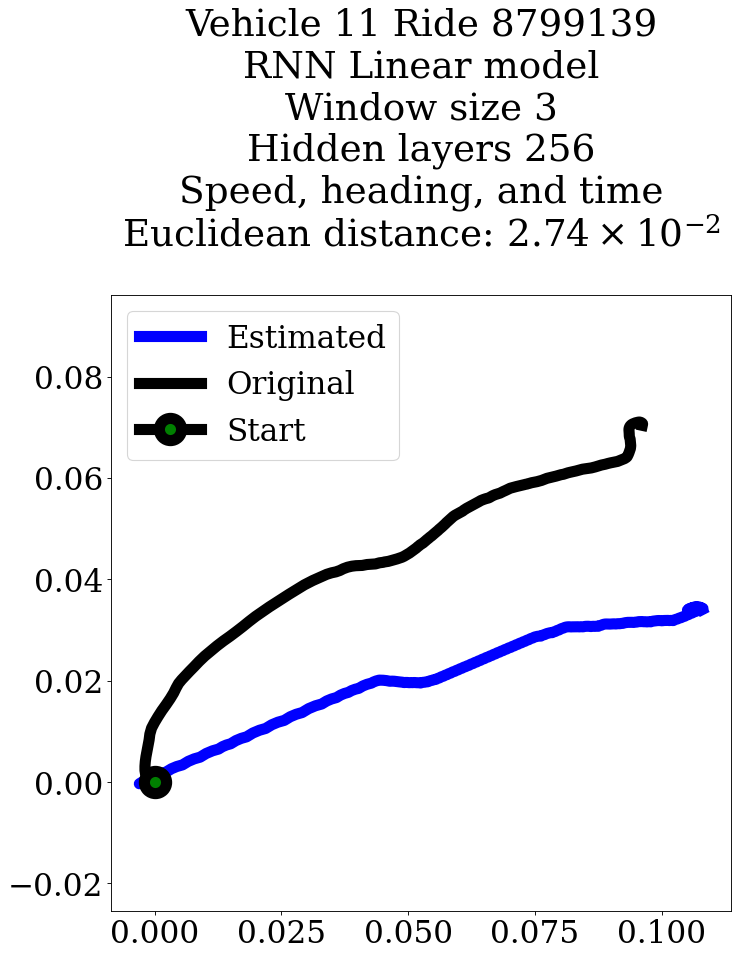 Vehicle 11 Ride 8799139
RNN Linear model
Window size 3
Hidden layers 256
Speed, heading, and time
Euclidean distance: 2.74 × 10⁻²
Estimated
Original
Start
0.08
0.06
0.04
0.02
0.00
−0.02
0.000 0.025 0.050 0.075 0.100